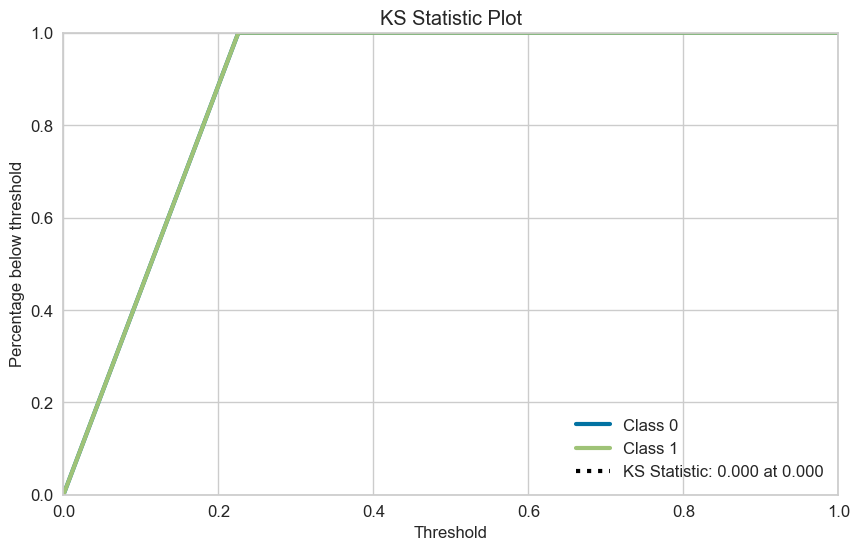 KS Statistic Plot
1.0
0.8
0.6
0.4
0.2
0.0
Percentage below threshold
Class 0
Class 1
KS Statistic: 0.000 at 0.000
0.0 0.2 0.4 0.6 0.8 1.0
Threshold